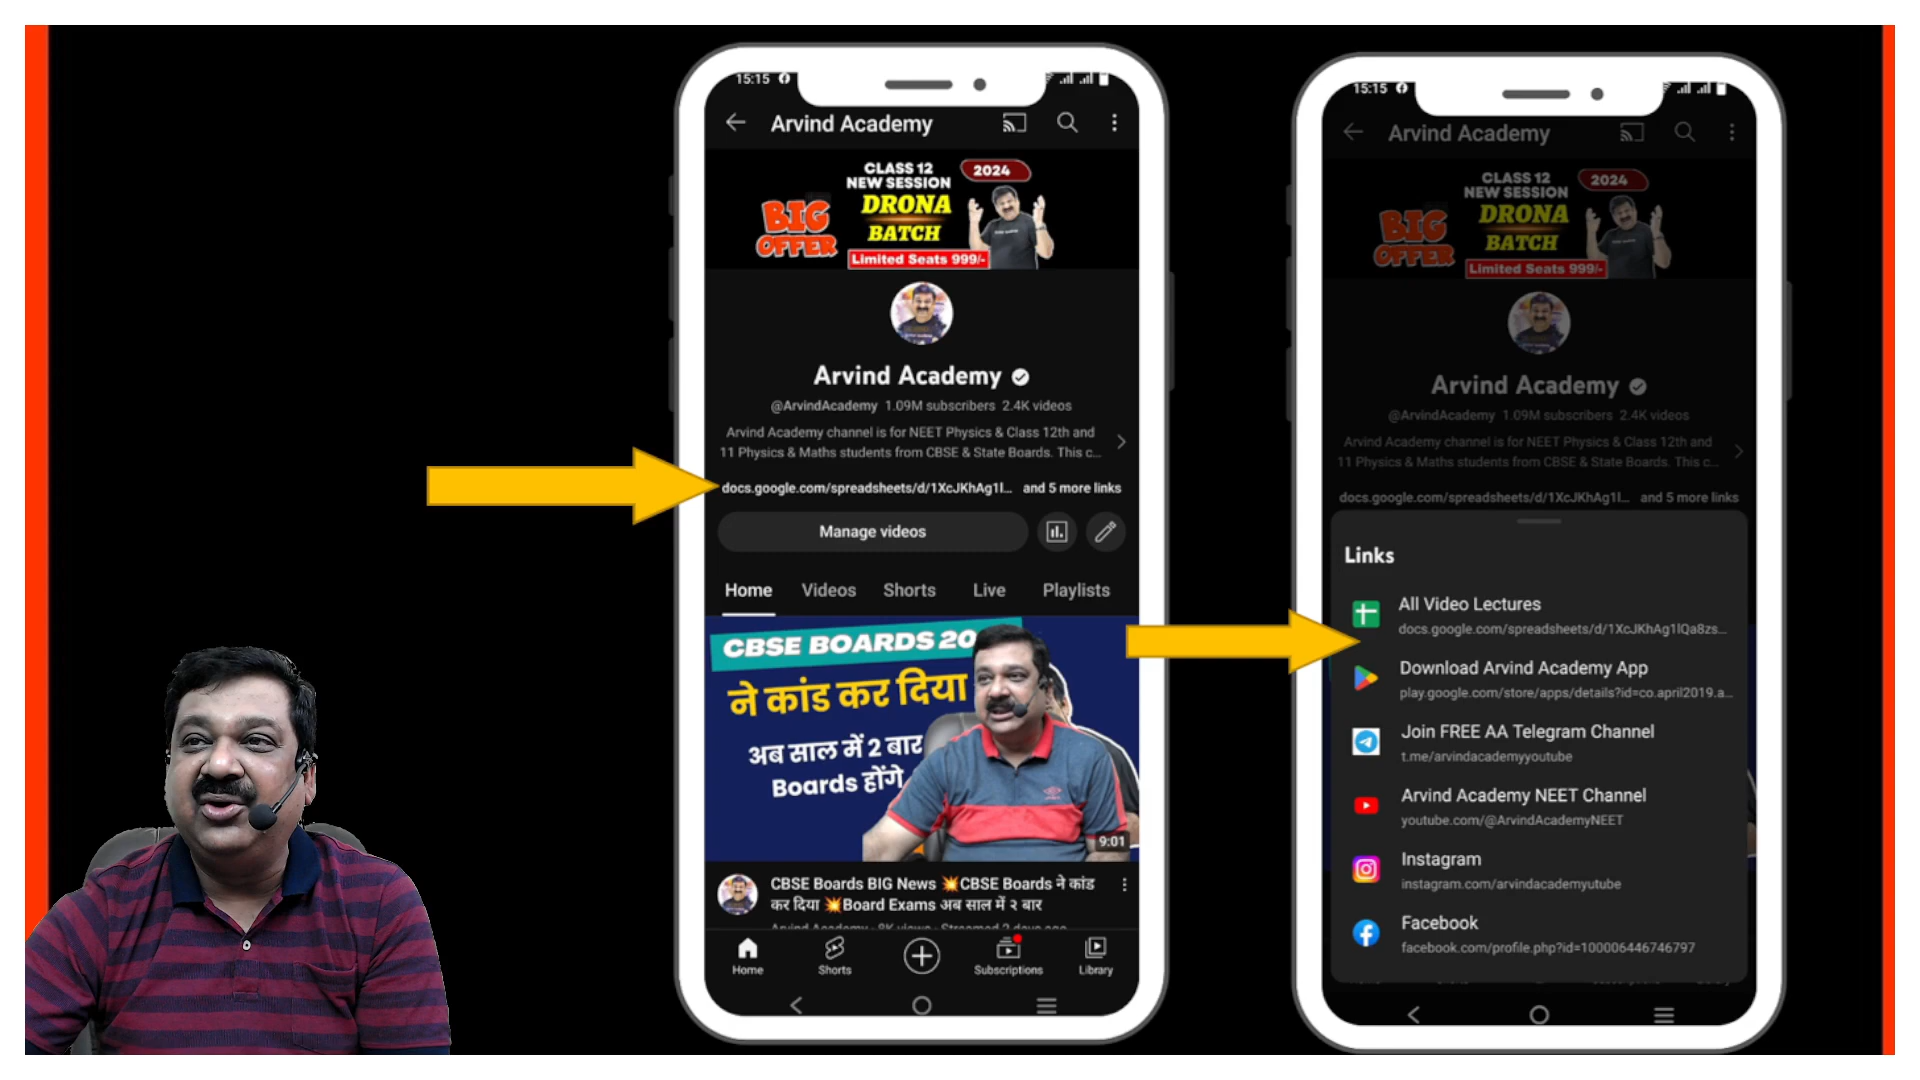 15:15
Arvind Academy
CLASS 12
NEW SESSION
2024
DRONA
BATCH
BIG
OFFER
Limited Seats 999/-
Arvind Academy
@ArvindAcademy 1.09M subscribers 2.4K videos
Arvind Academy channel is for NEET Physics & Class 12th and
11 Physics & Maths students from CBSE & State Boards. This c...
docs.google.com/spreadsheets/d/1XcJKhAg1l... and 5 more links
Manage videos
Home Videos Shorts Live Playlists
CBSE BOARDS 20
ने कांड कर दिया
अब साल में 2 बार
Boards होंगे
9:01
CBSE Boards BIG News 💥CBSE Boards ने कांड
कर दिया 💥Board Exams अब साल में २ बार
Arvind Academy · 8K views · Streamed 2 days ago
Home Shorts Subscriptions Library
15:15
Arvind Academy
CLASS 12
NEW SESSION
2024
DRONA
BATCH
BIG
OFFER
Limited Seats 999/-
Arvind Academy
@ArvindAcademy 1.09M subscribers 2.4K videos
Arvind Academy channel is for NEET Physics & Class 12th and
11 Physics & Maths students from CBSE & State Boards. This c...
docs.google.com/spreadsheets/d/1XcJKhAg1l... and 5 more links
Links
All Video Lectures
docs.google.com/spreadsheets/d/1XcJKhAg1lQa8zs...
Download Arvind Academy App
play.google.com/store/apps/details?id=co.april2019.a...
Join FREE AA Telegram Channel
t.me/arvindacademyyoutube
Arvind Academy NEET Channel
youtube.com/@ArvindAcademyNEET
Instagram
instagram.com/arvindacademyutube
Facebook
facebook.com/profile.php?id=100006446746797